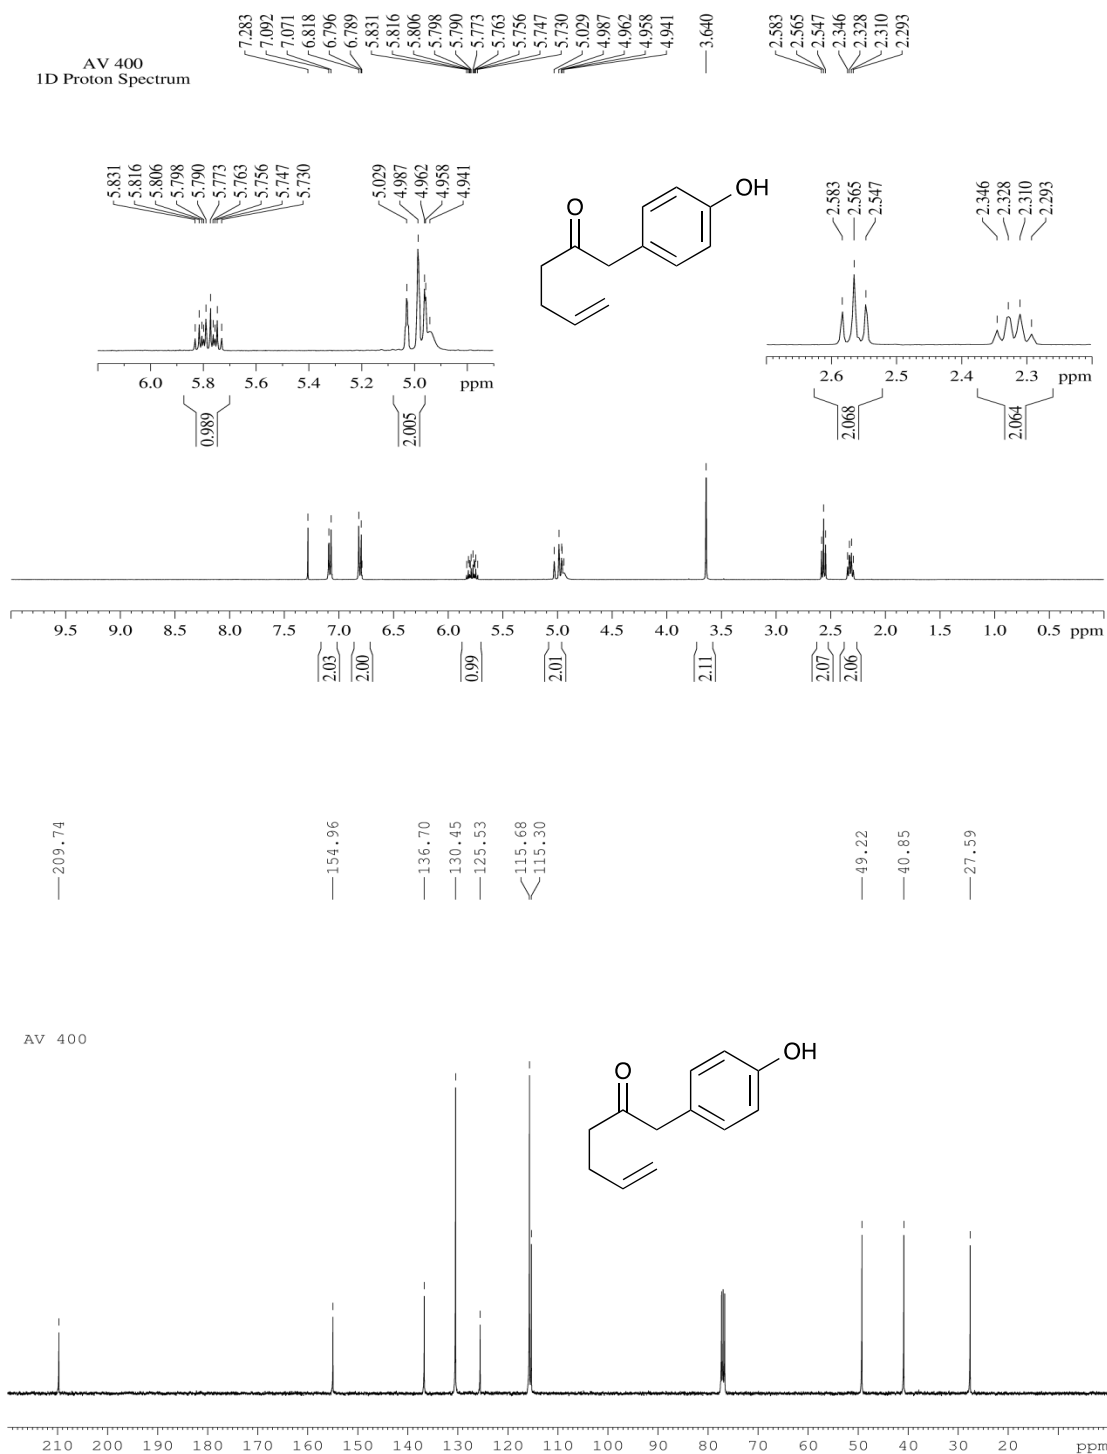 7.283 7.092 7.071 6.818 6.796 6.789 5.831 5.816 5.806 5.798 5.790 5.773 5.763 5.756 5.747 5.730 5.029 4.987 4.962 4.958 4.941 3.640 2.583 2.565 2.547 2.346 2.328 2.310 2.293
AV 400
1D Proton Spectrum
5.831 5.816 5.806 5.798 5.790 5.773 5.763 5.756 5.747 5.730 5.029 4.987 4.962 4.958 4.941
2.583 2.565 2.547 2.346 2.328 2.310 2.293
O OH
6.0 5.8 5.6 5.4 5.2 5.0 ppm
2.6 2.5 2.4 2.3 ppm
0.989 2.005
2.068 2.064
9.5 9.0 8.5 8.0 7.5 7.0 6.5 6.0 5.5 5.0 4.5 4.0 3.5 3.0 2.5 2.0 1.5 1.0 0.5 ppm
2.03 2.00 0.99 2.01 2.11 2.07 2.06
209.74 154.96 136.70 130.45 125.53 115.68 115.30 49.22 40.85 27.59
AV 400
O OH
210 200 190 180 170 160 150 140 130 120 110 100 90 80 70 60 50 40 30 20 ppm